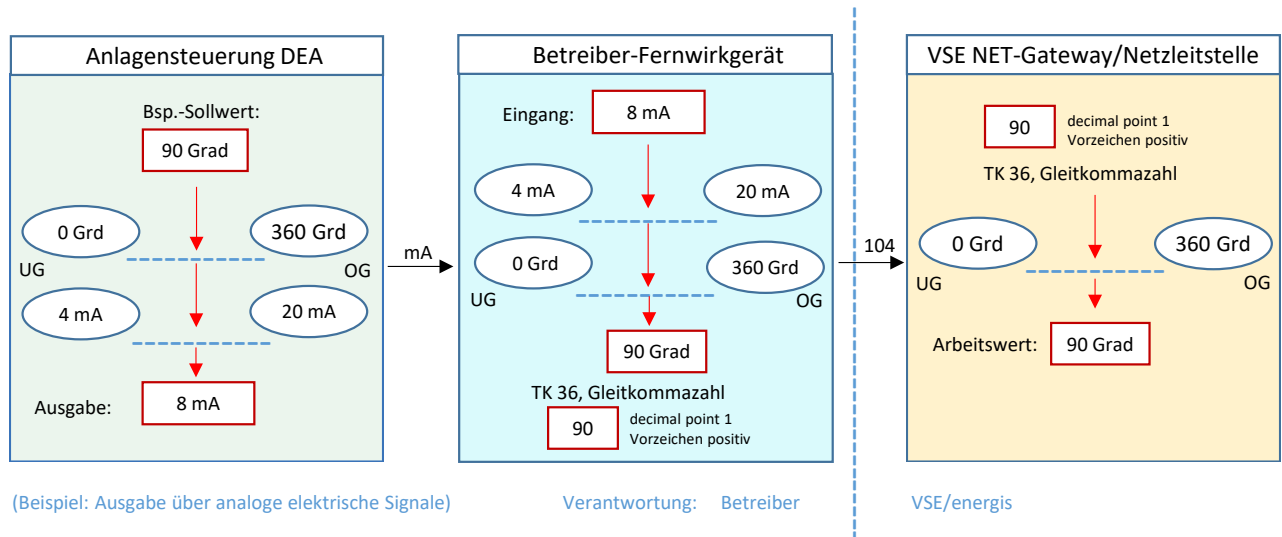 Anlagensteuerung DEA
Bsp.-Sollwert:
90 Grad
0 Grd
360 Grd
UG
OG
4 mA
20 mA
Ausgabe:
8 mA
mA
Betreiber-Fernwirkgerät
Eingang:
8 mA
4 mA
20 mA
0 Grd
360 Grd
UG
OG
90 Grad
TK 36, Gleitkommazahl
90
decimal point 1
Vorzeichen positiv
104
VSE NET-Gateway/Netzleitstelle
90
decimal point 1
Vorzeichen positiv
TK 36, Gleitkommazahl
0 Grd
360 Grd
UG
OG
Arbeitswert:
90 Grad
(Beispiel: Ausgabe über analoge elektrische Signale)
Verantwortung: Betreiber
VSE/energis